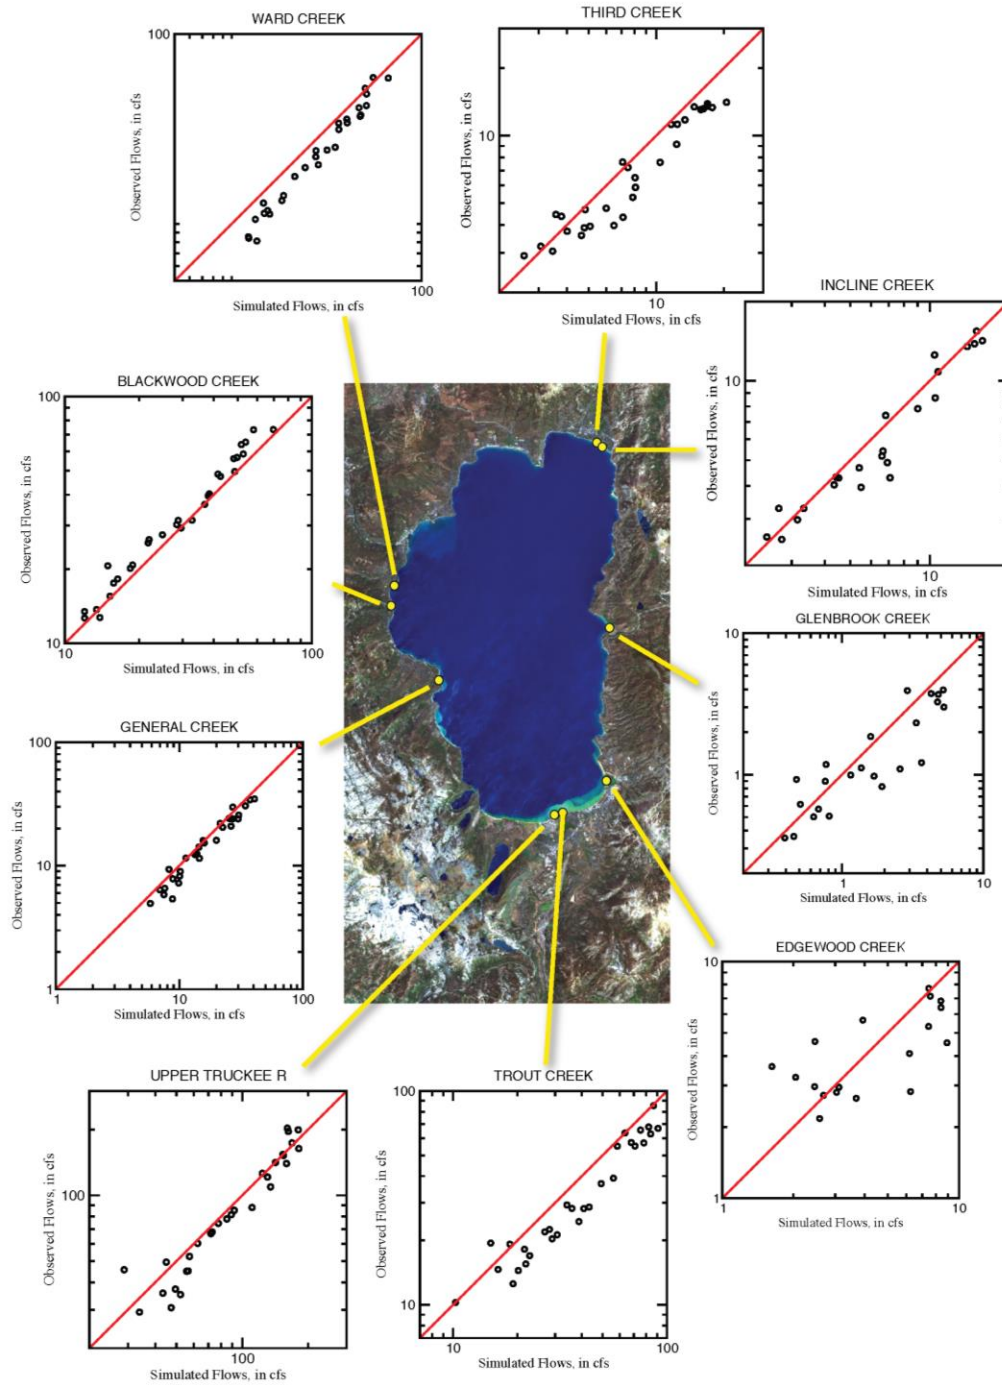 WARD CREEK
100
Observed Flows, in cfs
Simulated Flows, in cfs
100
THIRD CREEK
10
Observed Flows, in cfs
10
Simulated Flows, in cfs
INCLINE CREEK
10
Observed Flows, in cfs
10
Simulated Flows, in cfs
BLACKWOOD CREEK
100
Observed Flows, in cfs
10
10
100
Simulated Flows, in cfs
GLENBROOK CREEK
10
Observed Flows, in cfs
1
1
10
Simulated Flows, in cfs
GENERAL CREEK
100
Observed Flows, in cfs
10
1
1
10
100
Simulated Flows, in cfs
EDGEWOOD CREEK
10
Observed Flows, in cfs
1
1
10
Simulated Flows, in cfs
UPPER TRUCKEE R
Observed Flows, in cfs
100
100
Simulated Flows, in cfs
TROUT CREEK
100
Observed Flows, in cfs
10
10
100
Simulated Flows, in cfs